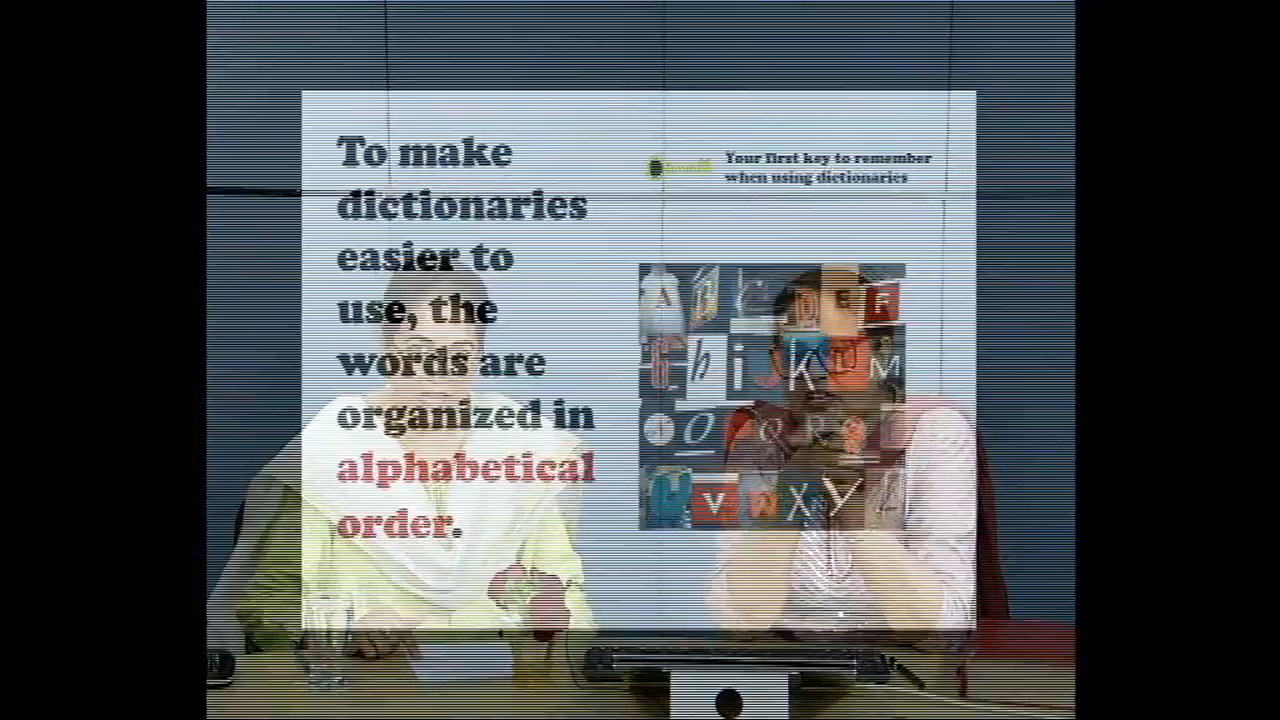 To make
dictionaries
easier to
use, the
words are
organized in
alphabetical
order.
Your first key to remember
when using dictionaries
A B C D E
G h i J K L M
O Q R S
U V W X Y Z